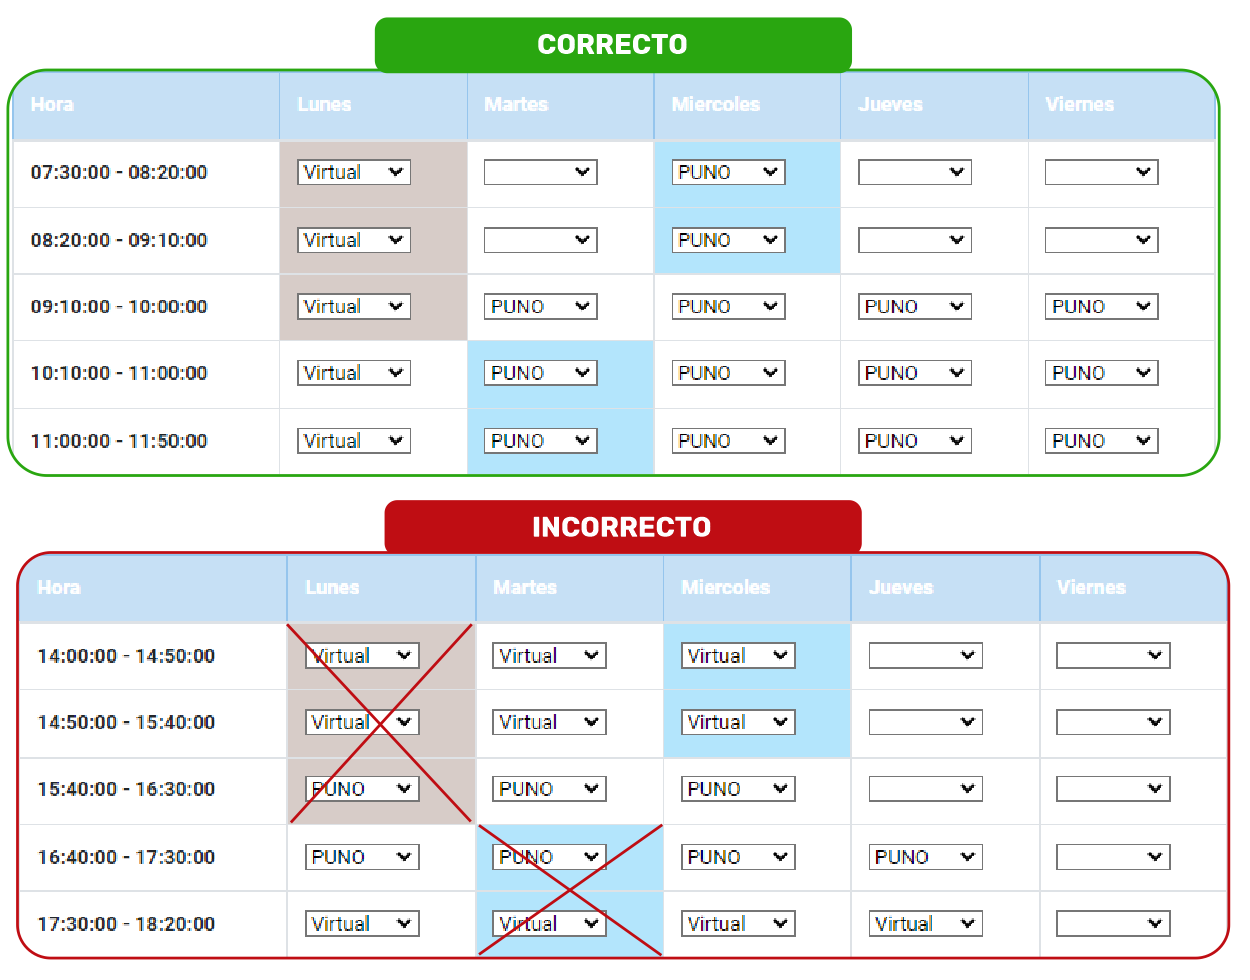 CORRECTO
Hora Lunes Martes Miercoles Jueves Viernes
07:30:00 - 08:20:00 Virtual PUNO
08:20:00 - 09:10:00 Virtual PUNO
09:10:00 - 10:00:00 Virtual PUNO PUNO PUNO PUNO
10:10:00 - 11:00:00 Virtual PUNO PUNO PUNO PUNO
11:00:00 - 11:50:00 Virtual PUNO PUNO PUNO PUNO
INCORRECTO
Hora Lunes Martes Miercoles Jueves Viernes
14:00:00 - 14:50:00 Virtual Virtual Virtual
14:50:00 - 15:40:00 Virtual Virtual Virtual
15:40:00 - 16:30:00 PUNO PUNO PUNO
16:40:00 - 17:30:00 PUNO PUNO PUNO PUNO
17:30:00 - 18:20:00 Virtual Virtual Virtual Virtual